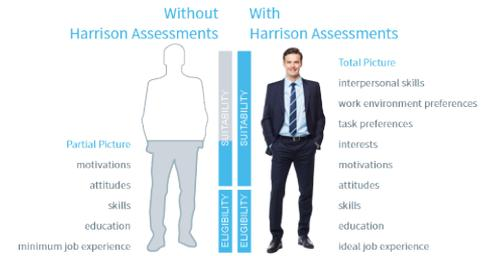 Without
Harrison Assessments
With
Harrison Assessments
SUITABILITY
ELIGIBILITY
SUITABILITY
ELIGIBILITY
Partial Picture
motivations
attitudes
skills
education
minimum job experience
Total Picture
interpersonal skills
work environment preferences
task preferences
interests
motivations
attitudes
skills
education
ideal job experience